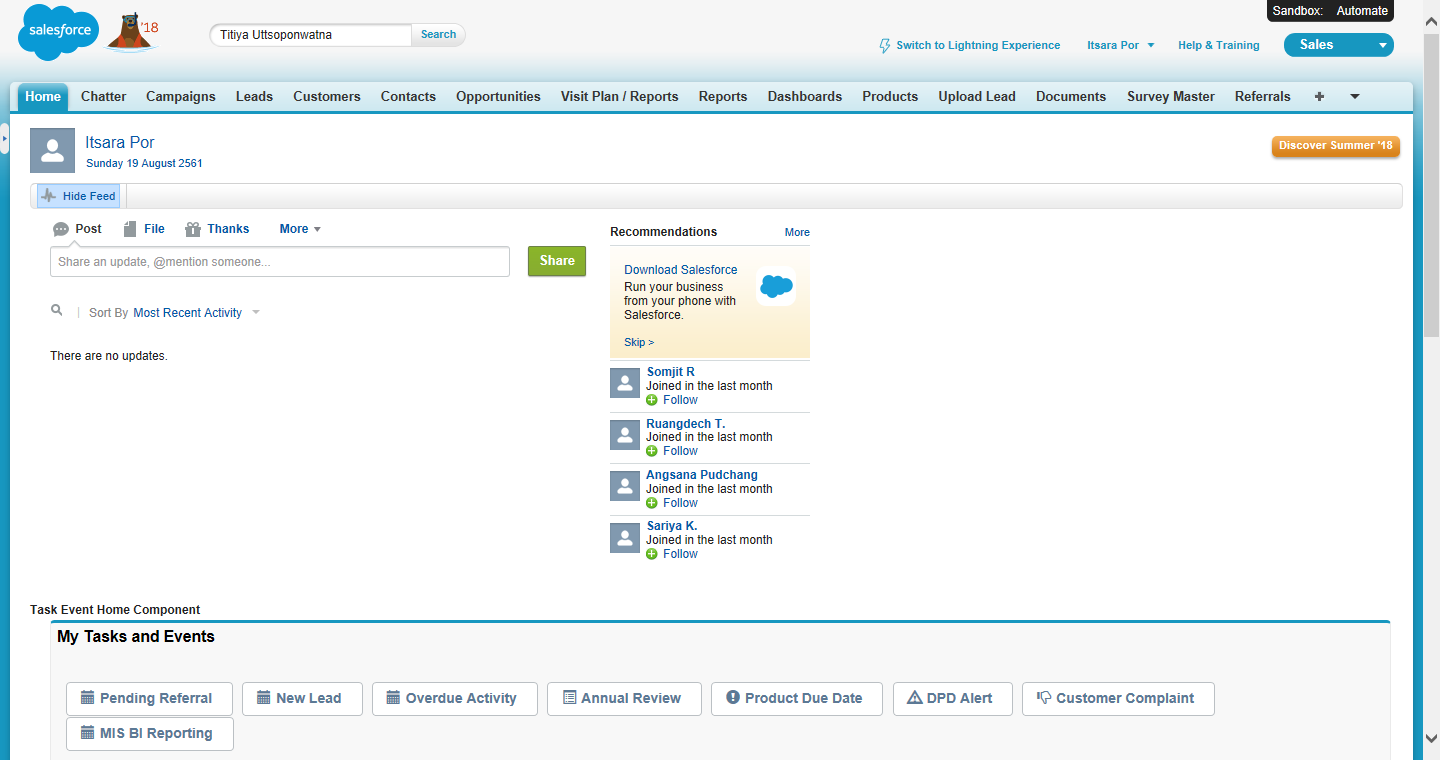 Sandbox: Automate
salesforce
'18
Titiya Uttsoponwatna
Search
Switch to Lightning Experience
Itsara Por
Help & Training
Sales
Home Chatter Campaigns Leads Customers Contacts Opportunities Visit Plan / Reports Reports Dashboards Products Upload Lead Documents Survey Master Referrals
Itsara Por
Sunday 19 August 2561
Discover Summer '18
Hide Feed
Post File Thanks More
Share an update, @mention someone...
Share
Sort By Most Recent Activity
There are no updates.
Recommendations More
Download Salesforce
Run your business
from your phone with
Salesforce.
Skip >
Somjit R
Joined in the last month
Follow
Ruangdech T.
Joined in the last month
Follow
Angsana Pudchang
Joined in the last month
Follow
Sariya K.
Joined in the last month
Follow
Task Event Home Component
My Tasks and Events
Pending Referral New Lead Overdue Activity Annual Review Product Due Date DPD Alert Customer Complaint
MIS BI Reporting